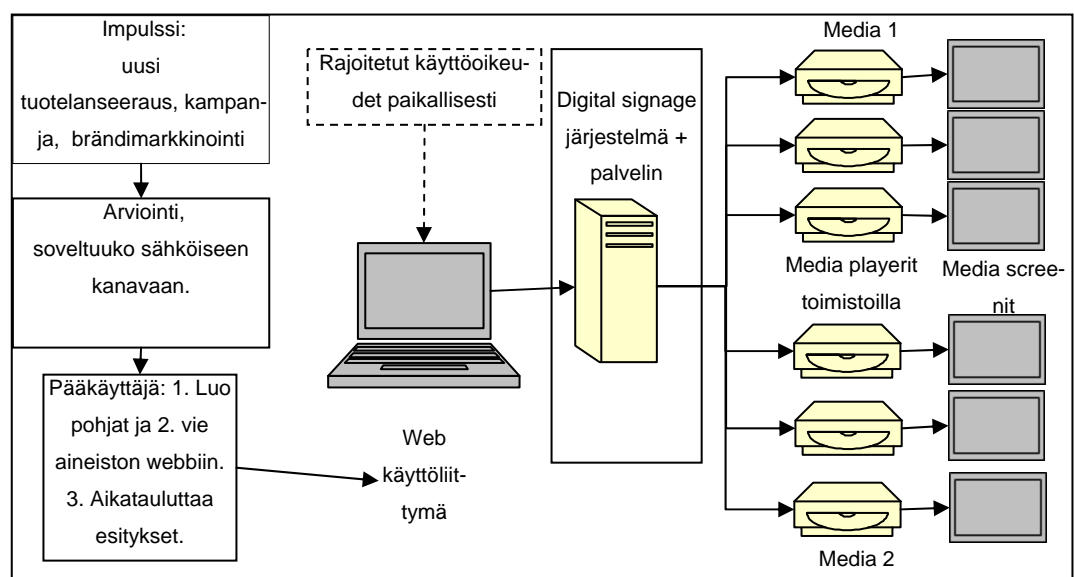 Impulssi:
uusi
tuotelanseeraus, kampan-
ja, brändimarkkinointi
Arviointi,
soveltuuko sähköiseen
kanavaan.
Pääkäyttäjä: 1. Luo
pohjat ja 2. vie
aineiston webbiin.
3. Aikatauluttaa
esitykset.
Rajoitetut käyttöoikeu-
det paikallisesti
Web
käyttöliit-
tymä
Digital signage
järjestelmä +
palvelin
Media 1
Media playerit
toimistoilla
Media scree-
nit
Media 2